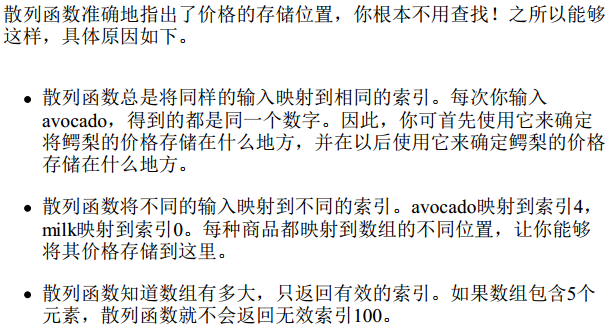 散列函数准确地指出了价格的存储位置，你根本不用查找！之所以能够
这样，具体原因如下。
● 散列函数总是将同样的输入映射到相同的索引。每次你输入
avocado，得到的都是同一个数字。因此，你可首先使用它来确定
将鳄梨的价格存储在什么地方，并在以后使用它来确定鳄梨的价格
存储在什么地方。
● 散列函数将不同的输入映射到不同的索引。avocado映射到索引4，
milk映射到索引0。每种商品都映射到数组的不同位置，让你能够
将其价格存储到这里。
● 散列函数知道数组有多大，只返回有效的索引。如果数组包含5个
元素，散列函数就不会返回无效索引100。